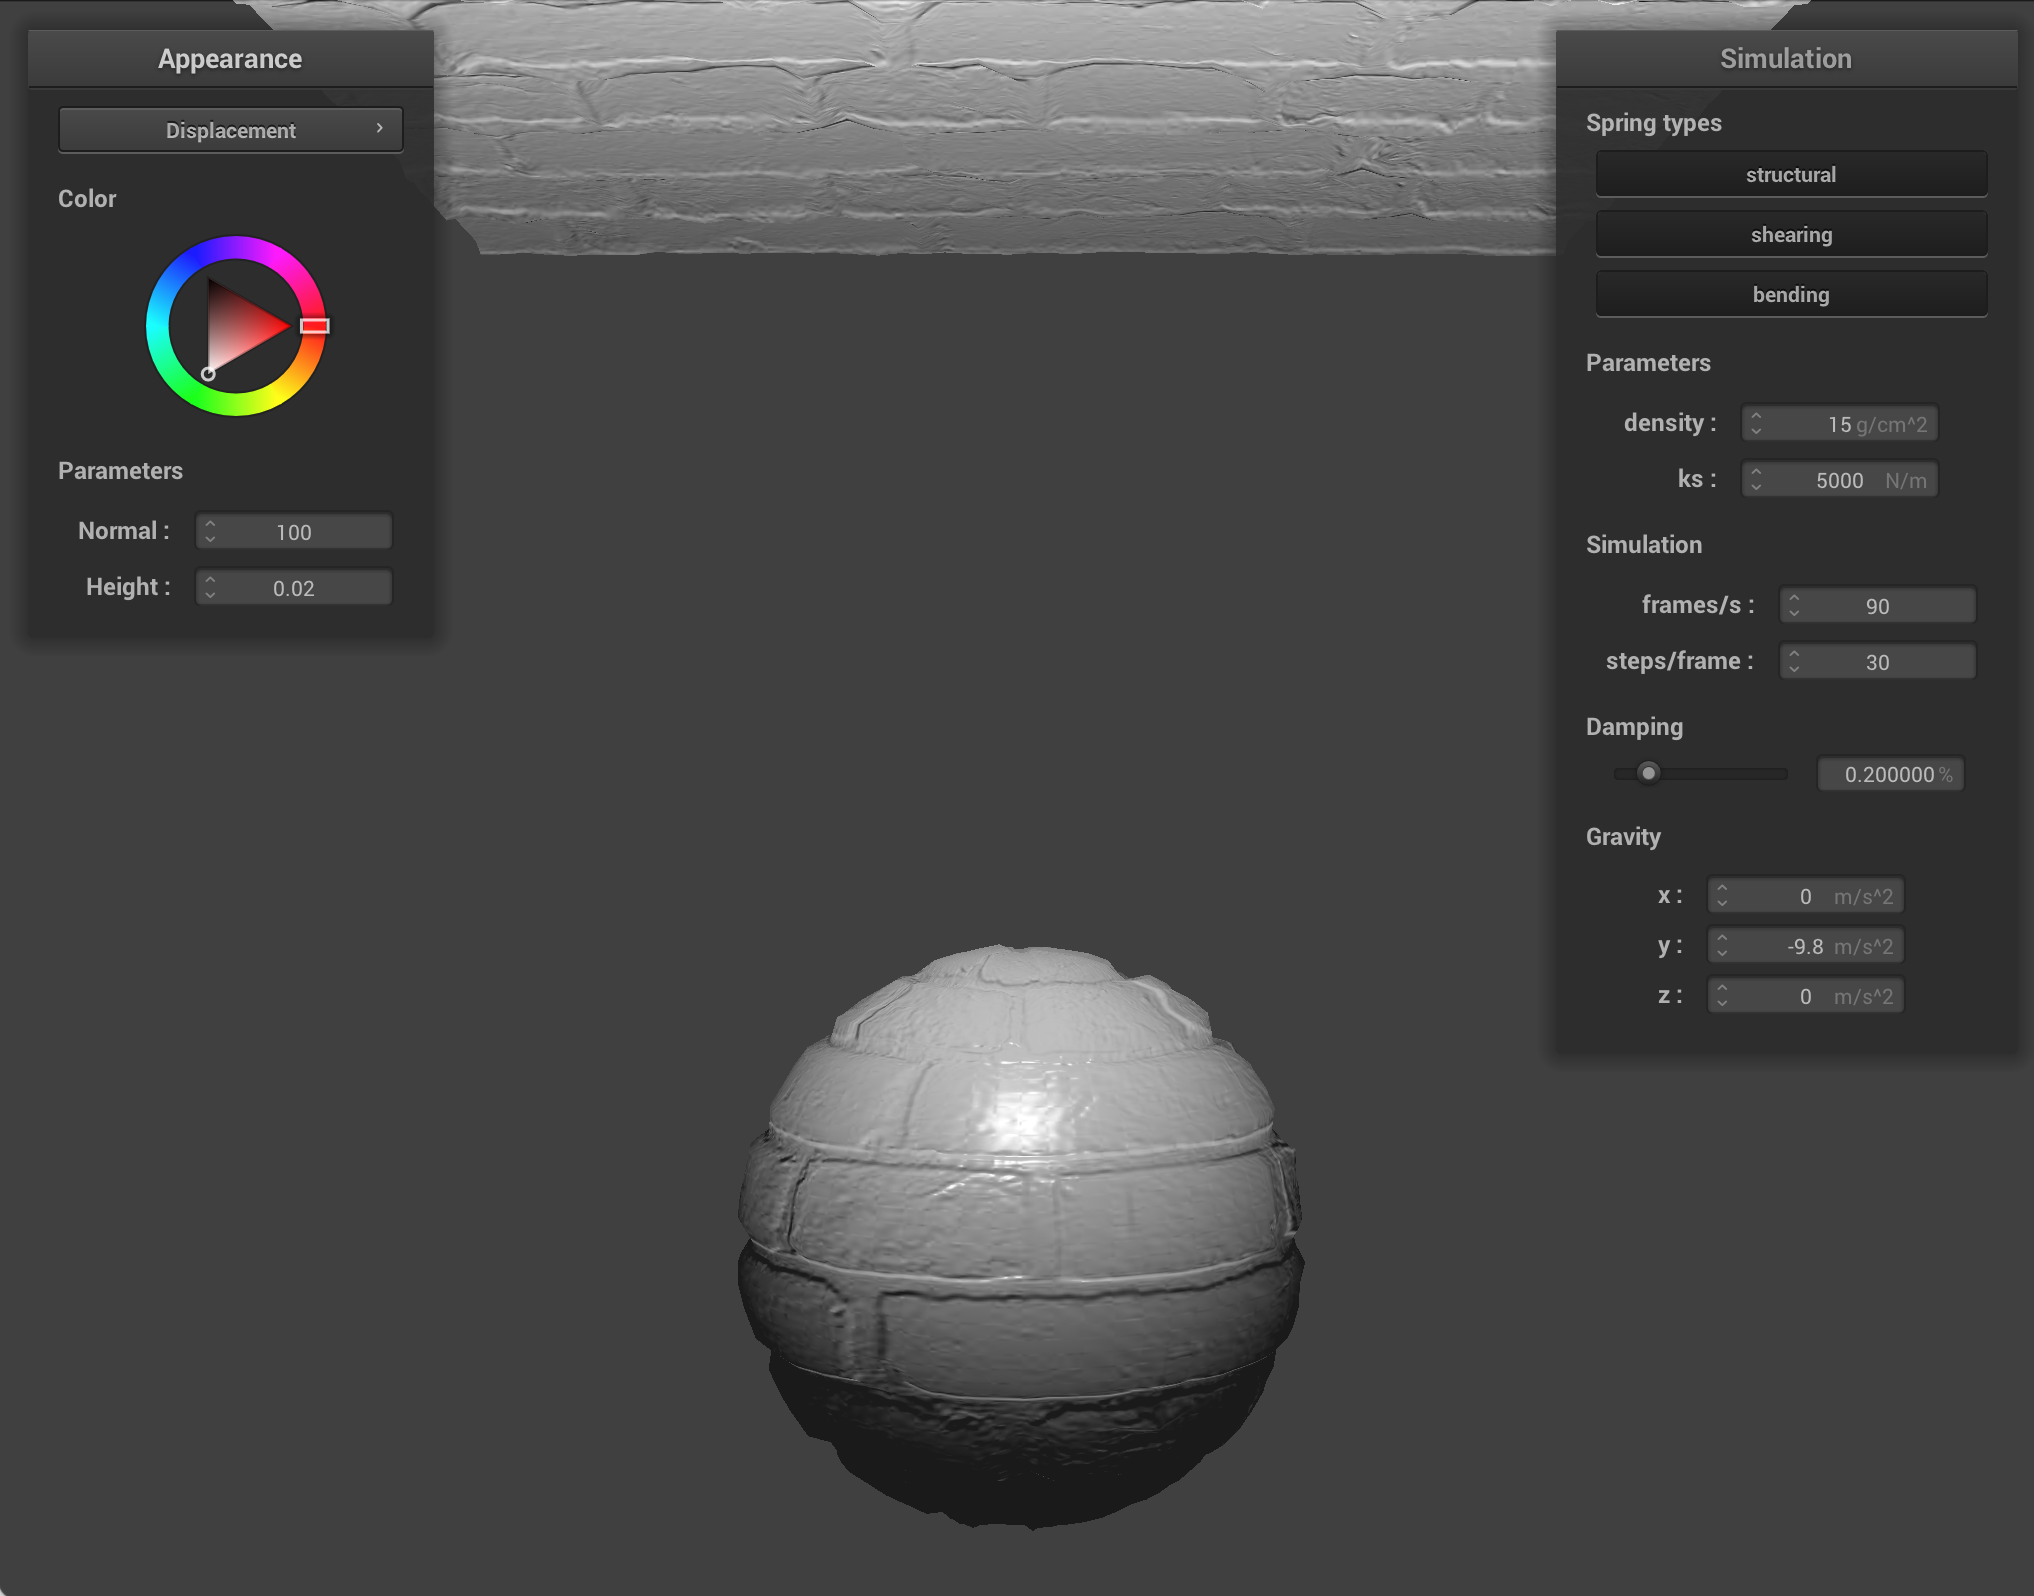 Appearance
Displacement
Color
Parameters
Normal : 100
Height : 0.02
Simulation
Spring types
structural
shearing
bending
Parameters
density : 15 g/cm^2
ks : 5000 N/m
Simulation
frames/s : 90
steps/frame : 30
Damping
0.200000 %
Gravity
x : 0 m/s^2
y : -9.8 m/s^2
z : 0 m/s^2